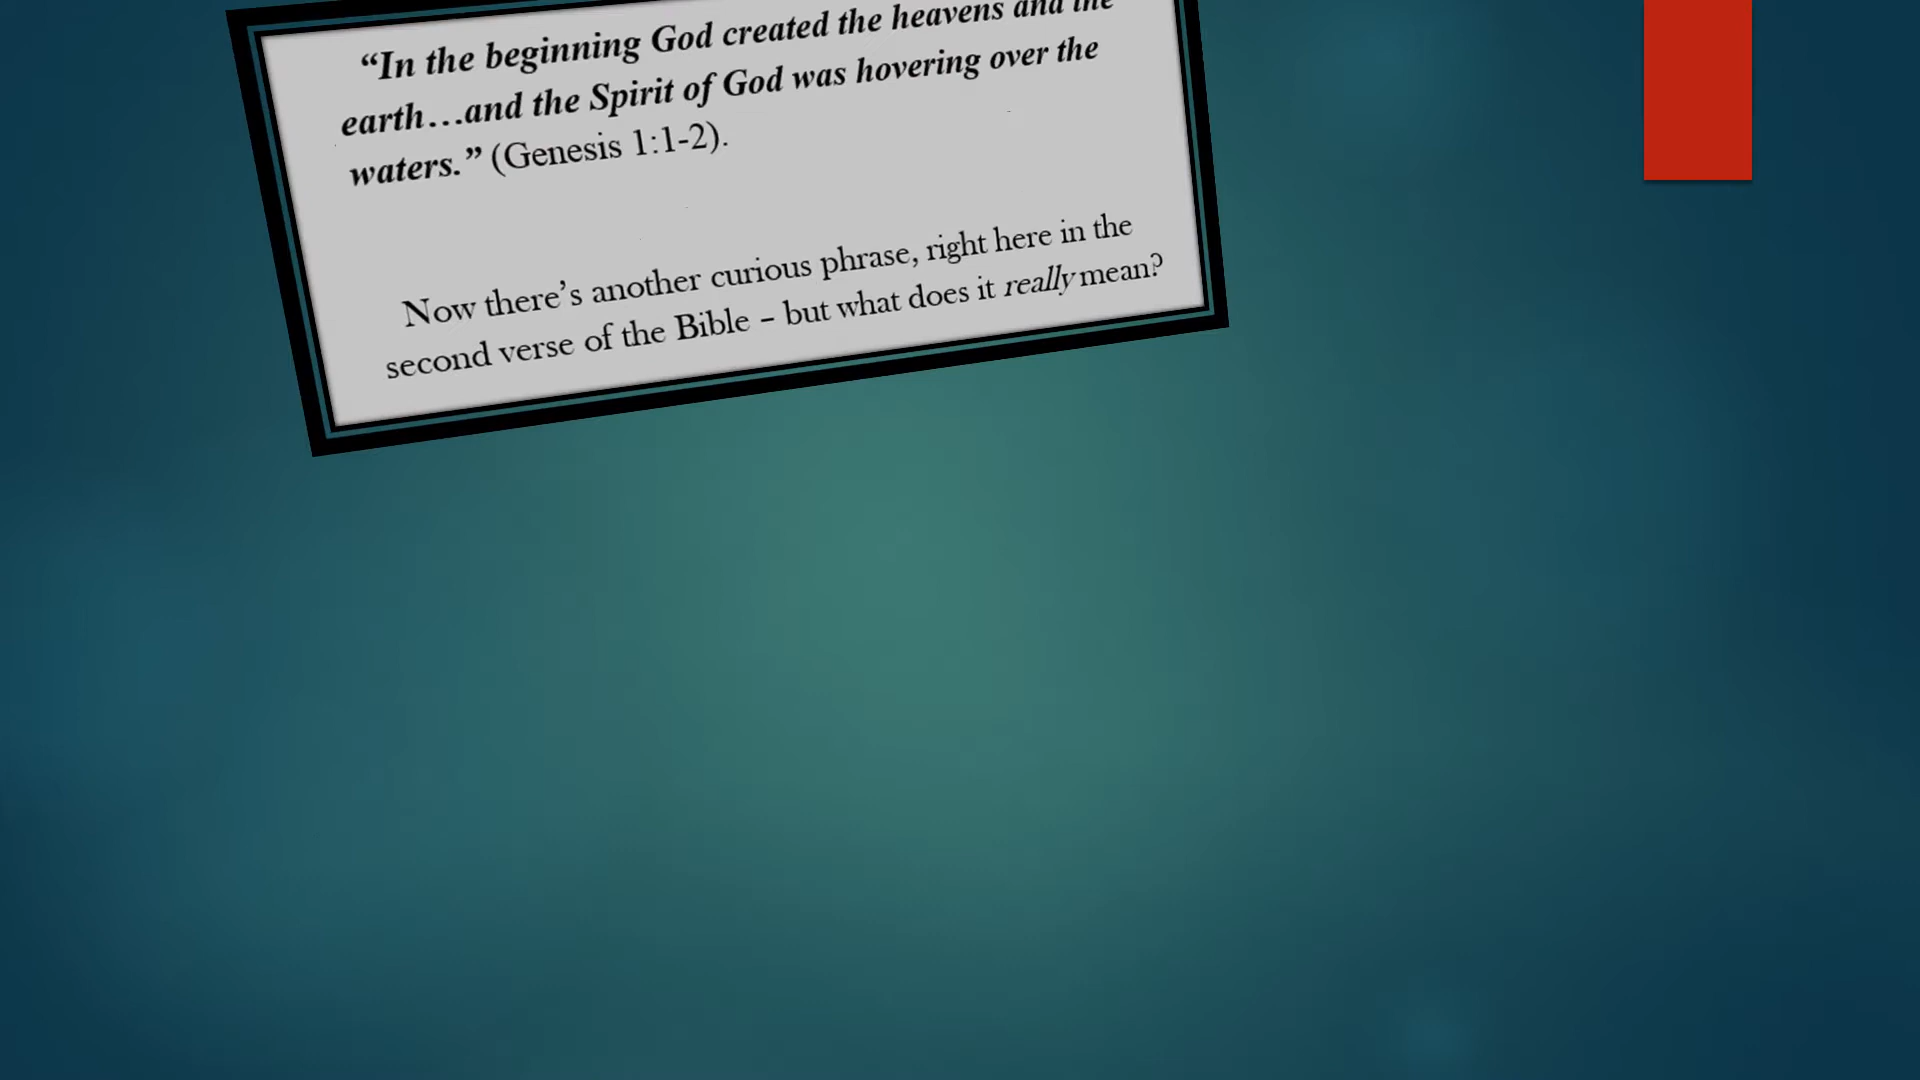 “In the beginning God created the heavens and the
earth…and the Spirit of God was hovering over the
waters.” (Genesis 1:1-2).
Now there’s another curious phrase, right here in the
second verse of the Bible – but what does it really mean?